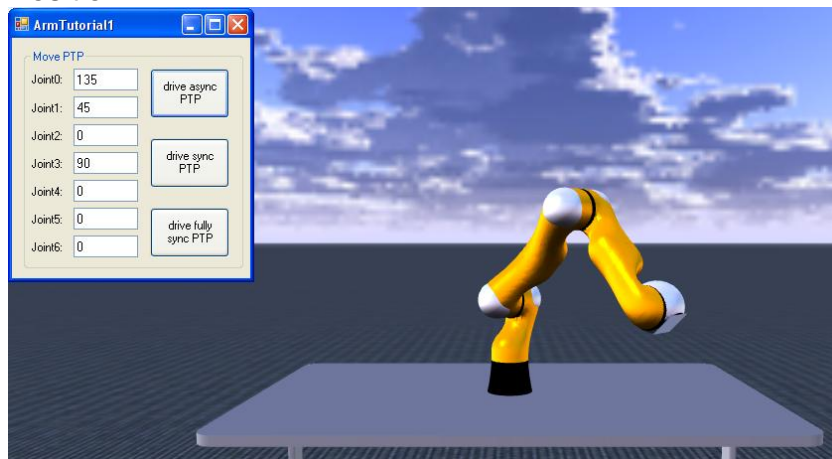 ArmTutorial1
Move PTP
Joint0: 135
Joint1: 45
Joint2: 0
Joint3: 90
Joint4: 0
Joint5: 0
Joint6: 0
drive async
PTP
drive sync
PTP
drive fully
sync PTP